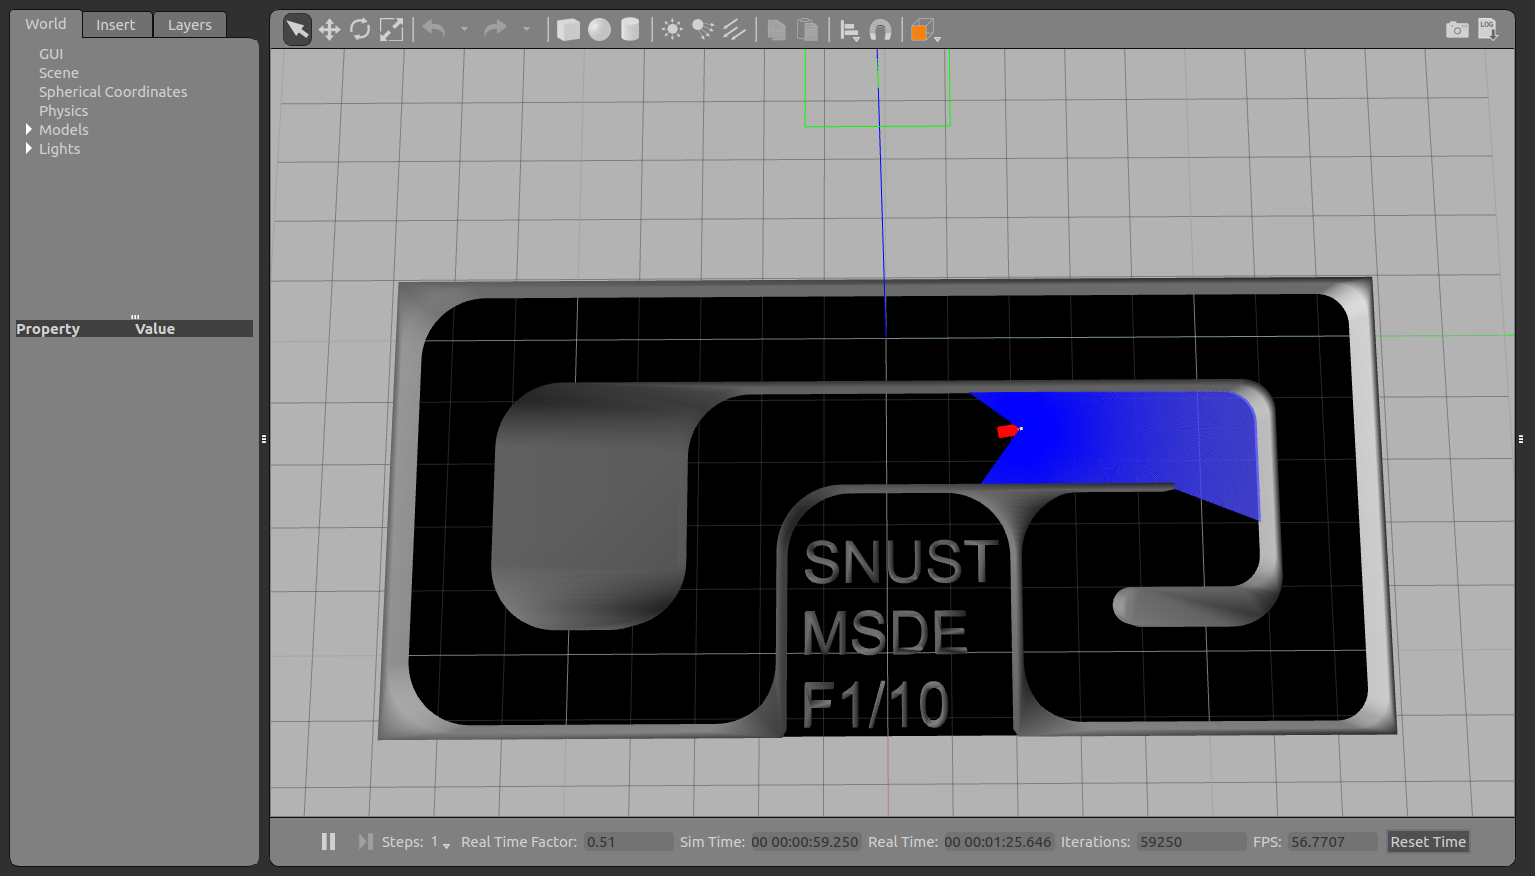 World Insert Layers
GUI
Scene
Spherical Coordinates
Physics
Models
Lights
Property Value
LOG
SNUST
MSDE
F1/10
Steps: 1 Real Time Factor: 0.51 Sim Time: 00 00:00:59.250 Real Time: 00 00:01:25.646 Iterations: 59250 FPS: 56.7707 Reset Time